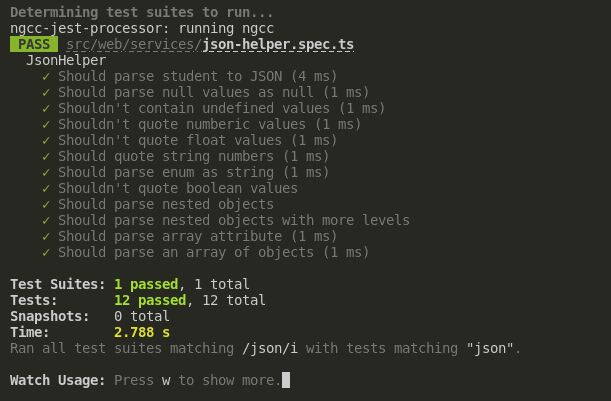 Determining test suites to run...
ngcc-jest-processor: running ngcc
PASS src/web/services/json-helper.spec.ts
JsonHelper
✓ Should parse student to JSON (4 ms)
✓ Should parse null values as null (1 ms)
✓ Shouldn't contain undefined values (1 ms)
✓ Shouldn't quote numberic values (1 ms)
✓ Shouldn't quote float values (1 ms)
✓ Should quote string numbers (1 ms)
✓ Should parse enum as string (1 ms)
✓ Shouldn't quote boolean values
✓ Should parse nested objects
✓ Should parse nested objects with more levels
✓ Should parse array attribute (1 ms)
✓ Should parse an array of objects (1 ms)
Test Suites: 1 passed, 1 total
Tests: 12 passed, 12 total
Snapshots: 0 total
Time: 2.788 s
Ran all test suites matching /json/i with tests matching "json".
Watch Usage: Press w to show more.